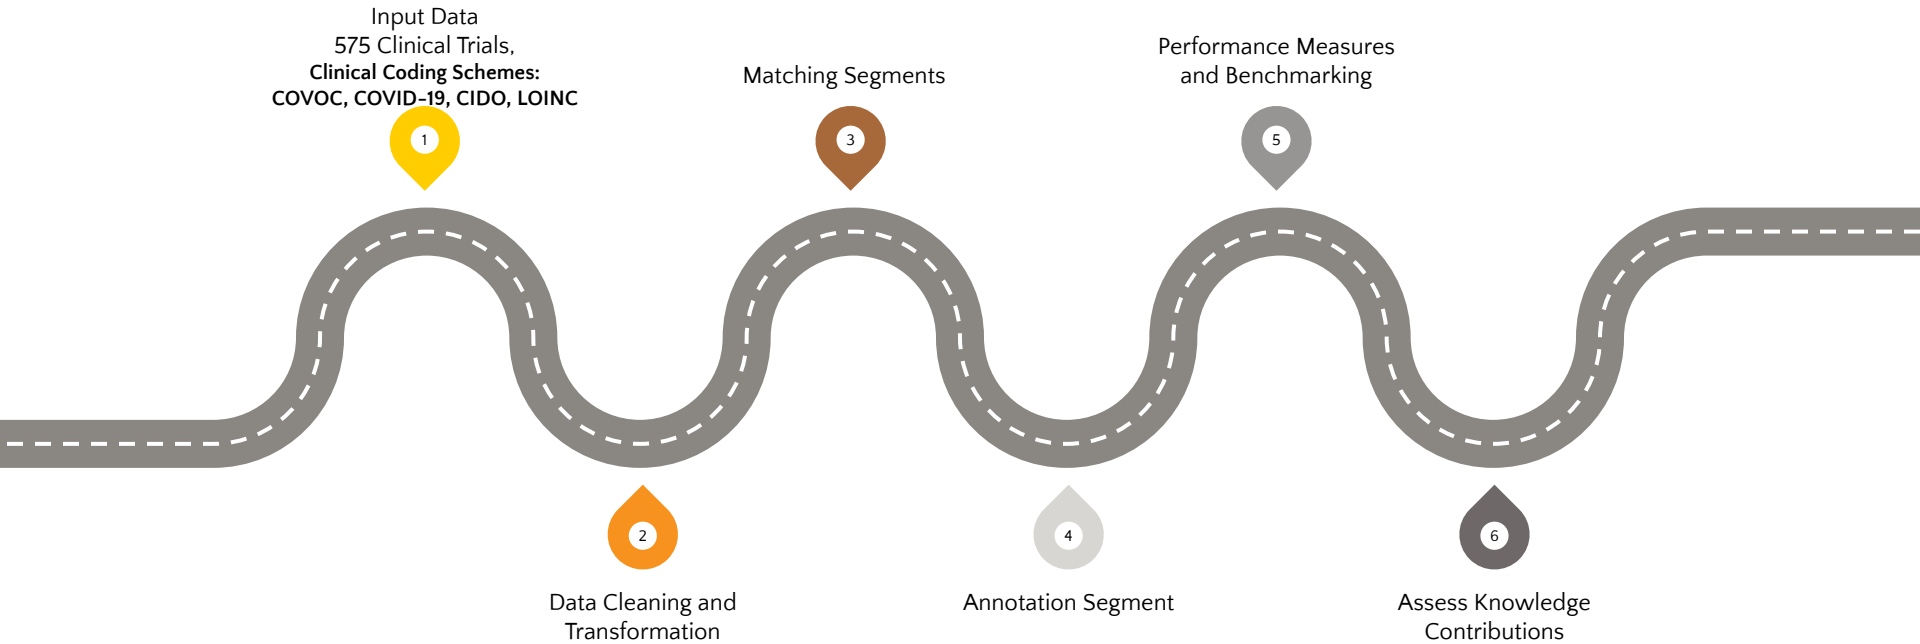 Input Data
575 Clinical Trials,
Clinical Coding Schemes:
COVOC, COVID-19, CIDO, LOINC
1
Data Cleaning and
Transformation
2
Matching Segments
3
Annotation Segment
4
Performance Measures
and Benchmarking
5
Assess Knowledge
Contributions
6